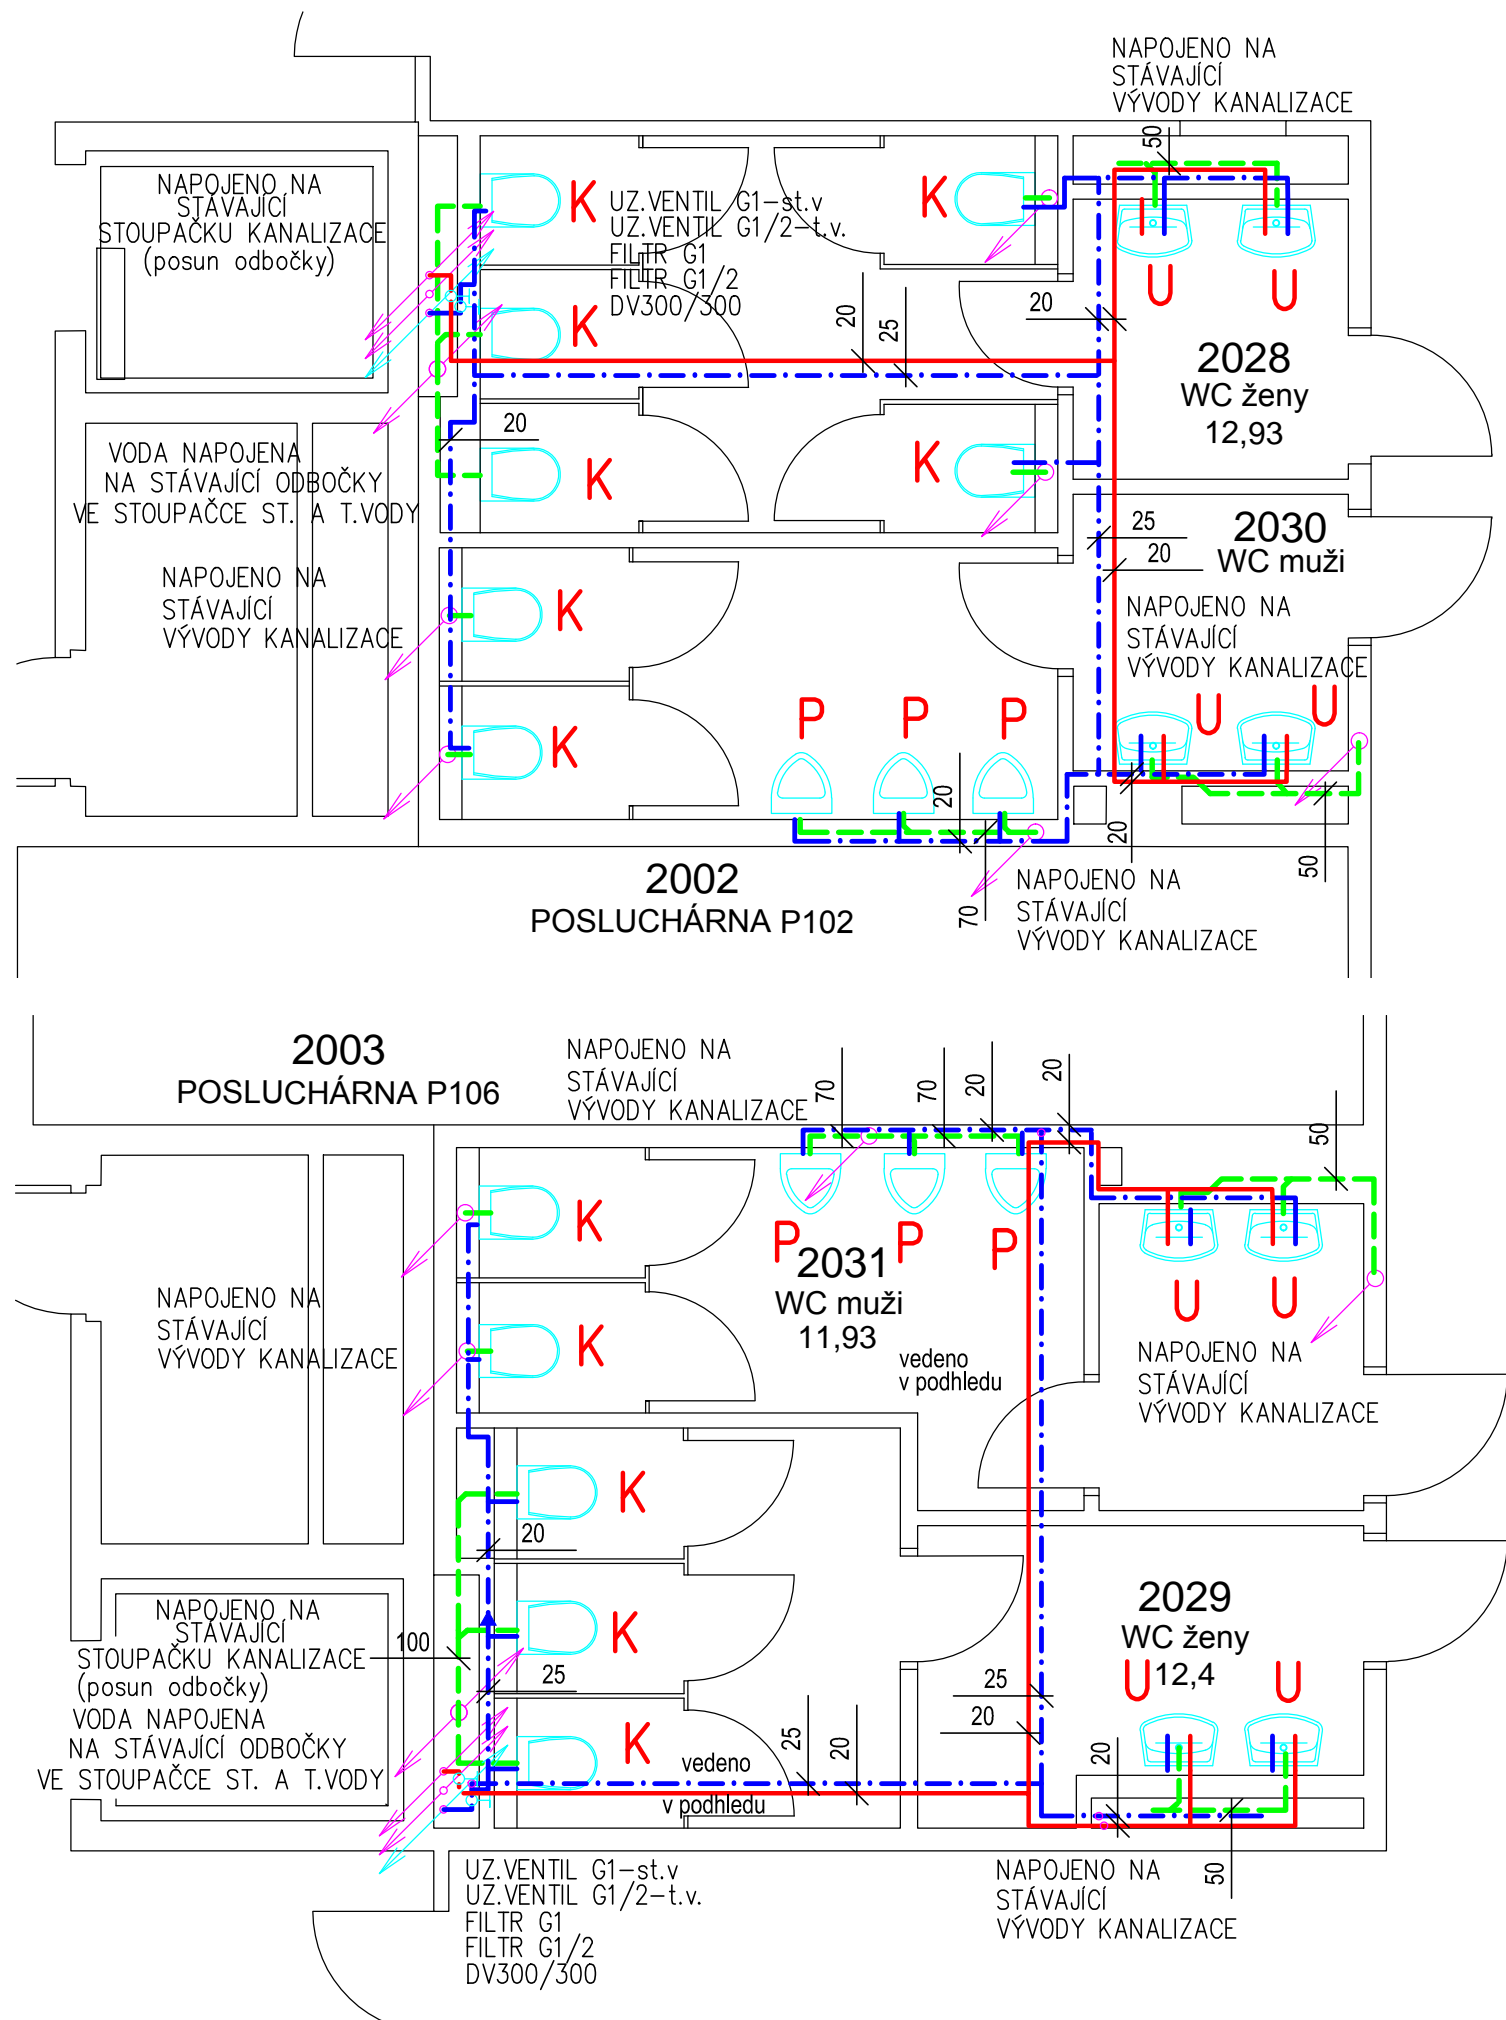 NAPOJENO NA
STÁVAJÍCÍ
VÝVODY KANALIZACE
50
NAPOJENO NA
STÁVAJÍCÍ
STOUPAČKU KANALIZACE
(posun odbočky)
K
UZ.VENTIL G1-st.v
UZ.VENTIL G1/2-t.v.
FILTR G1
FILTR G1/2
DV300/300
K
U
U
K
20
25
20
2028
WC ženy
12,93
20
K
K
VODA NAPOJENA
NA STÁVAJÍCÍ ODBOČKY
VE STOUPAČCE ST. A T.VODY
25
20
2030
WC muži
NAPOJENO NA
STÁVAJÍCÍ
VÝVODY KANALIZACE
K
NAPOJENO NA
STÁVAJÍCÍ
VÝVODY KANALIZACE
K
P
P
P
U
U
20
70
20
50
2002
POSLUCHÁRNA P102
NAPOJENO NA
STÁVAJÍCÍ
VÝVODY KANALIZACE
2003
POSLUCHÁRNA P106
NAPOJENO NA
STÁVAJÍCÍ
VÝVODY KANALIZACE
70
70
20
20
50
K
P
P
P
2031
WC muži
11,93
U
U
NAPOJENO NA
STÁVAJÍCÍ
VÝVODY KANALIZACE
K
vedeno
v podhledu
NAPOJENO NA
STÁVAJÍCÍ
VÝVODY KANALIZACE
K
20
NAPOJENO NA
STÁVAJÍCÍ
STOUPAČKU KANALIZACE
(posun odbočky)
VODA NAPOJENA
NA STÁVAJÍCÍ ODBOČKY
VE STOUPAČCE ST. A T.VODY
100
K
25
K
vedeno
v podhledu
25
20
25
20
2029
WC ženy
12,4
U
U
20
50
UZ.VENTIL G1-st.v
UZ.VENTIL G1/2-t.v.
FILTR G1
FILTR G1/2
DV300/300
NAPOJENO NA
STÁVAJÍCÍ
VÝVODY KANALIZACE